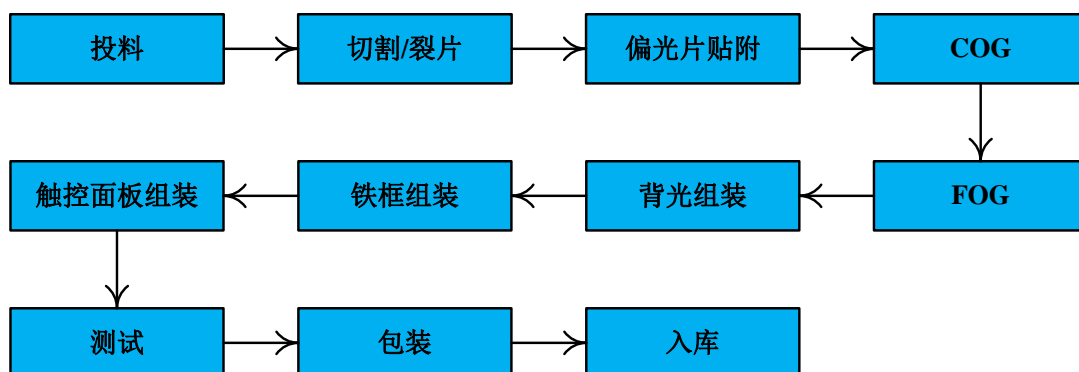 投料
切割/裂片
偏光片贴附
COG
FOG
背光组装
铁框组装
触控面板组装
测试
包装
入库